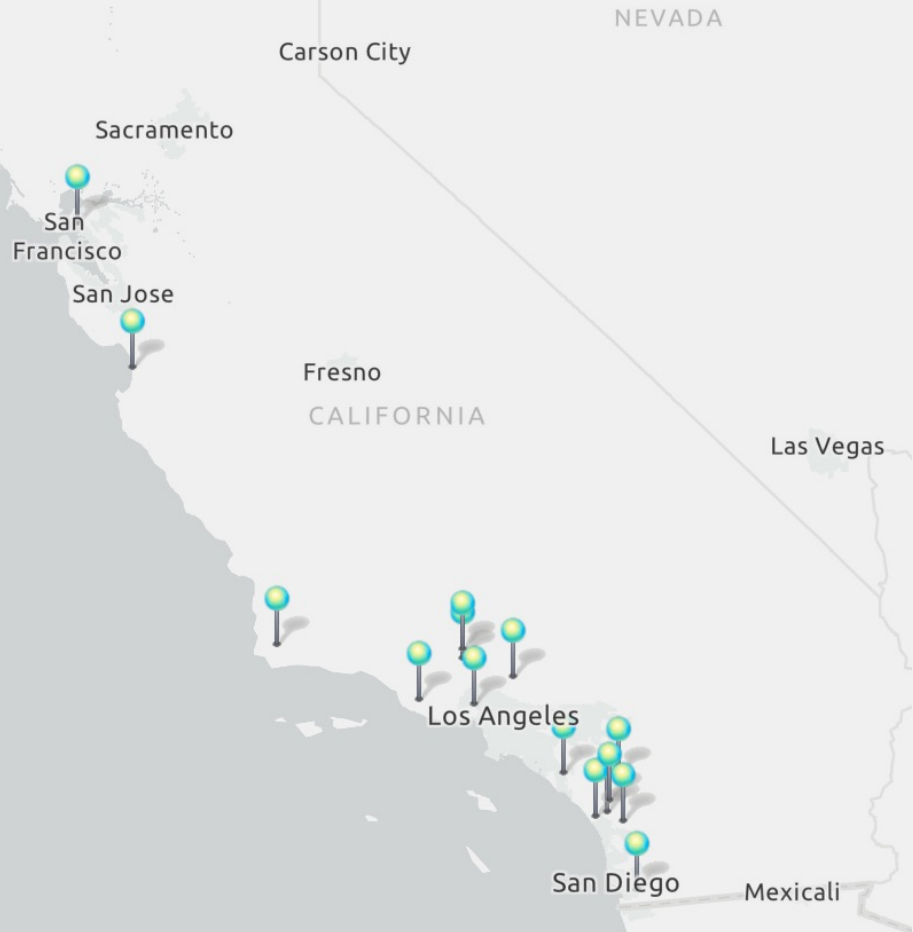 NEVADA
Carson City
Sacramento
San
Francisco
San Jose
Fresno
CALIFORNIA
Las Vegas
Los Angeles
San Diego
Mexicali